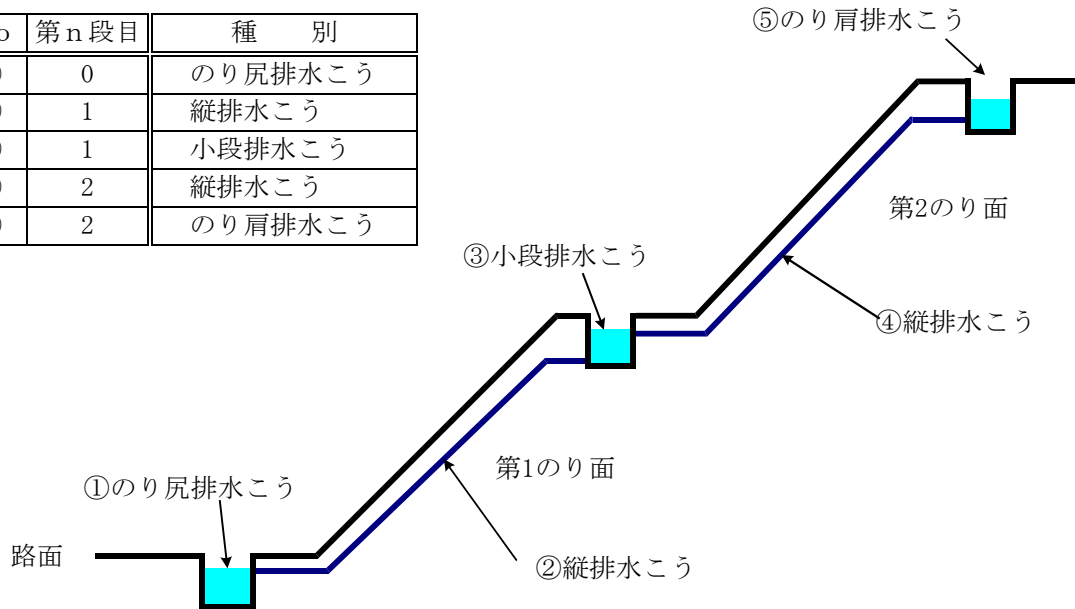 o 第n段目 種 別
0 のり尻排水こう
1 縦排水こう
1 小段排水こう
2 縦排水こう
2 のり肩排水こう
⑤のり肩排水こう
第2のり面
③小段排水こう
④縦排水こう
第1のり面
①のり尻排水こう
路面
②縦排水こう